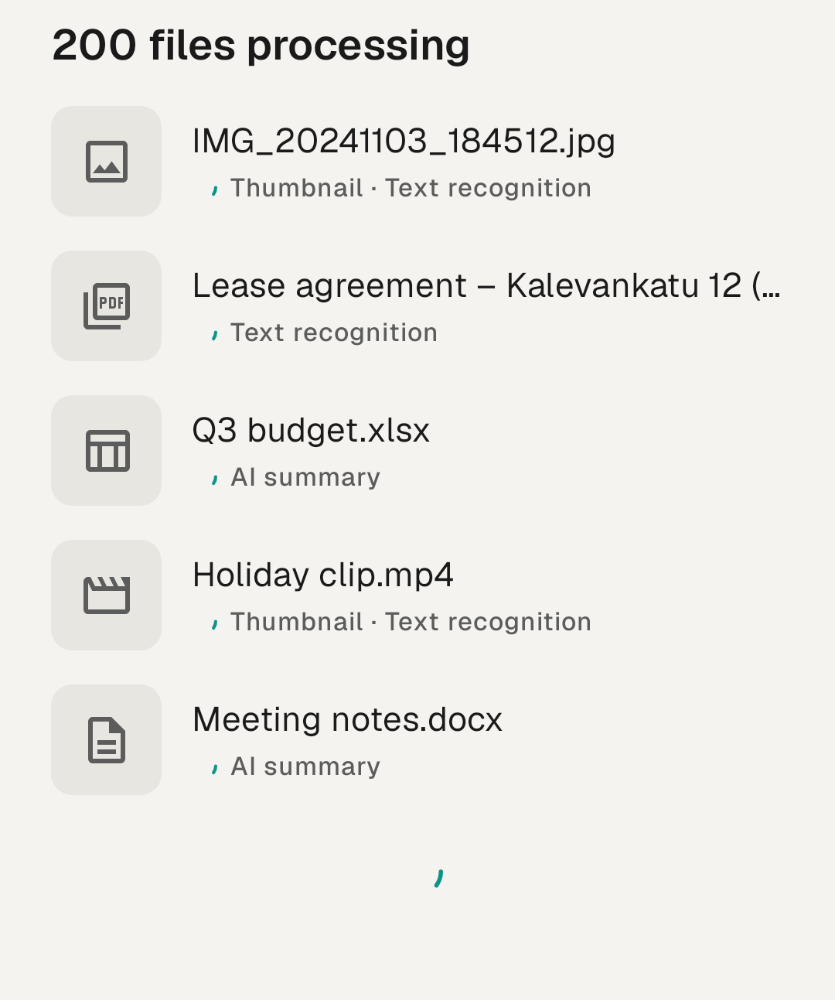 200 files processing
IMG_20241103_184512.jpg
Thumbnail · Text recognition
PDF
Lease agreement – Kalevankatu 12 (…
Text recognition
Q3 budget.xlsx
AI summary
Holiday clip.mp4
Thumbnail · Text recognition
Meeting notes.docx
AI summary